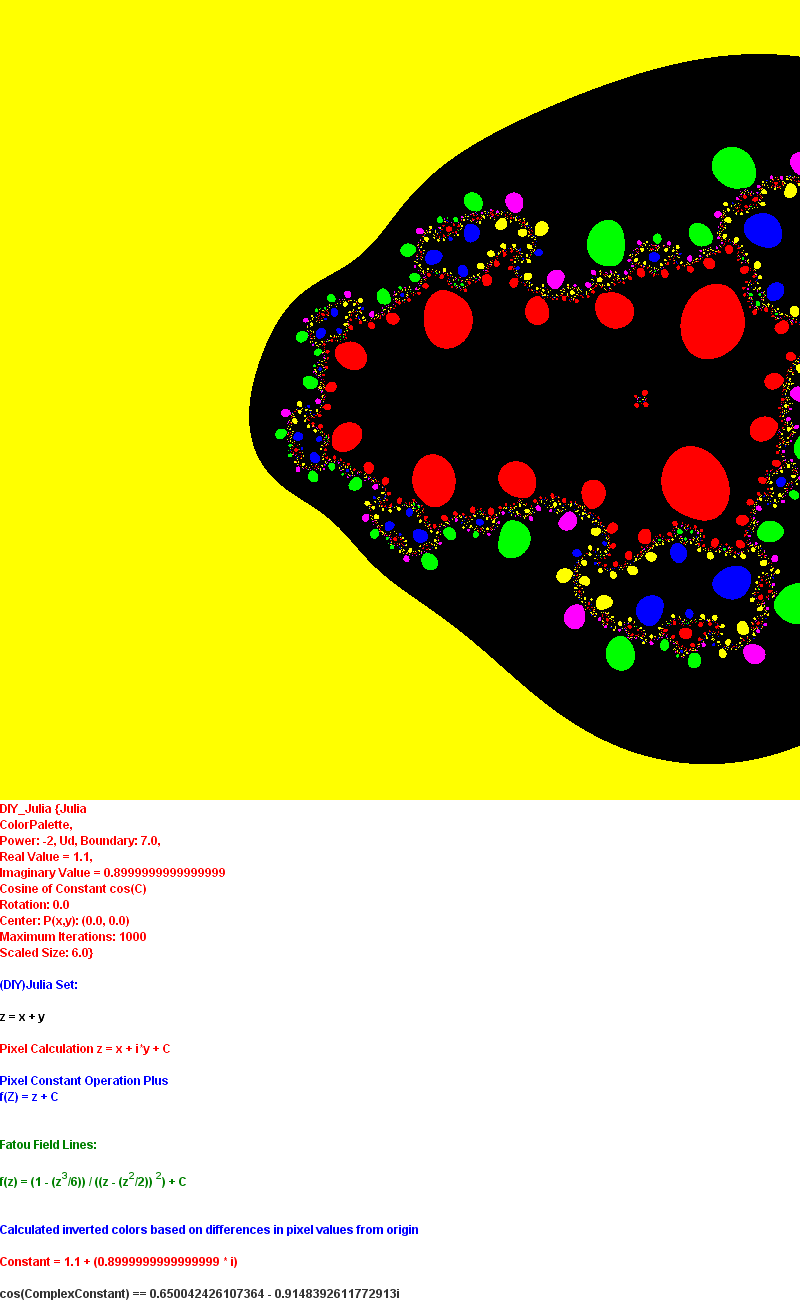 DIY_Julia {Julia
ColorPalette,
Power: -2, Ud, Boundary: 7.0,
Real Value = 1.1,
Imaginary Value = 0.8999999999999999
Cosine of Constant cos(C)
Rotation: 0.0
Center: P(x,y): (0.0, 0.0)
Maximum Iterations: 1000
Scaled Size: 6.0}
(DIY)Julia Set:
z = x + y
Pixel Calculation z = x + i*y + C
Pixel Constant Operation Plus
f(Z) = z + C
Fatou Field Lines:
f(z) = (1 - (z^3/6)) / ((z - (z^2/2)) ^2) + C
Calculated inverted colors based on differences in pixel values from origin
Constant = 1.1 + (0.8999999999999999 * i)
cos(ComplexConstant) == 0.650042426107364 - 0.9148392611772913i